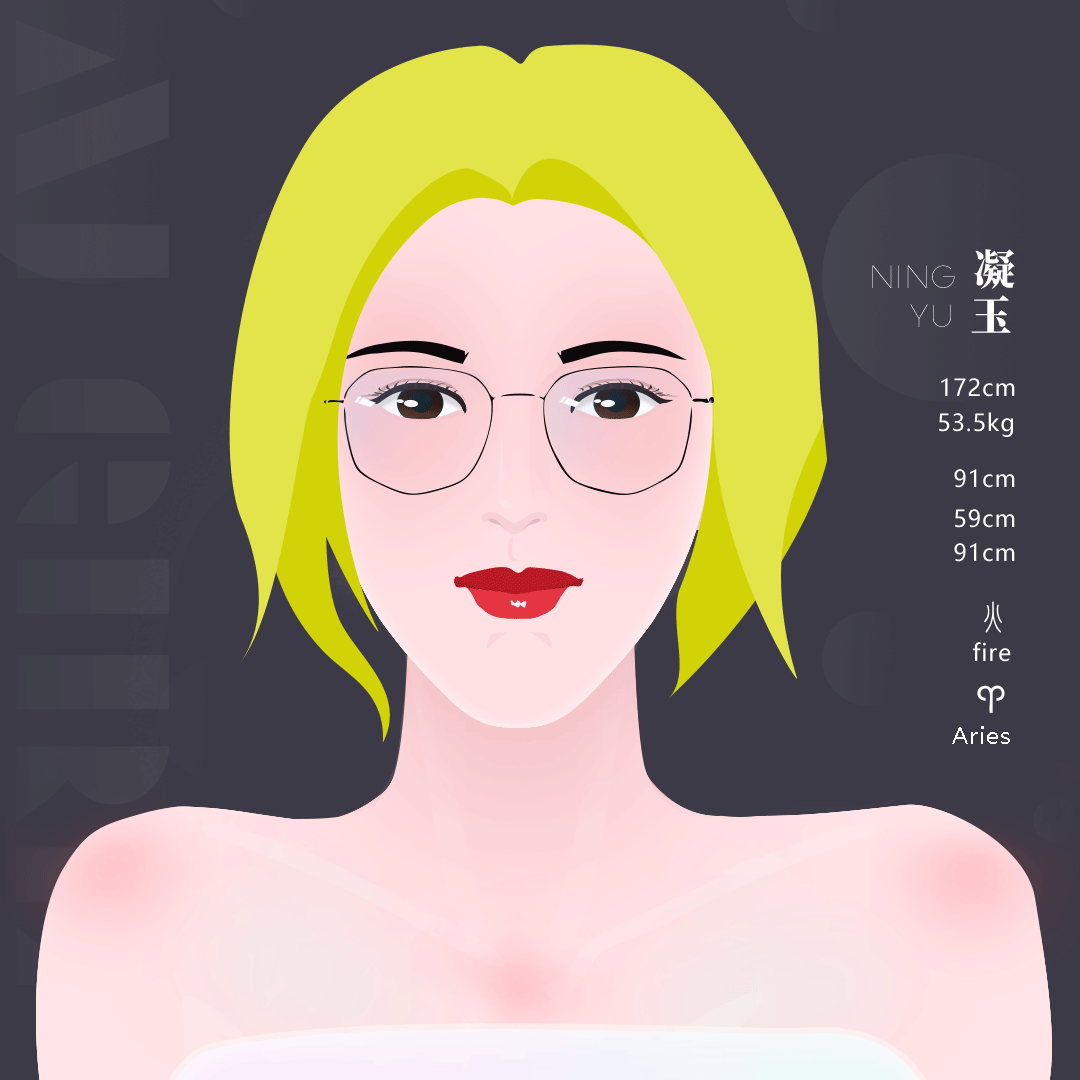 凝玉
NING
YU
172cm
53.5kg
91cm
59cm
91cm
火
fire
♈
Aries